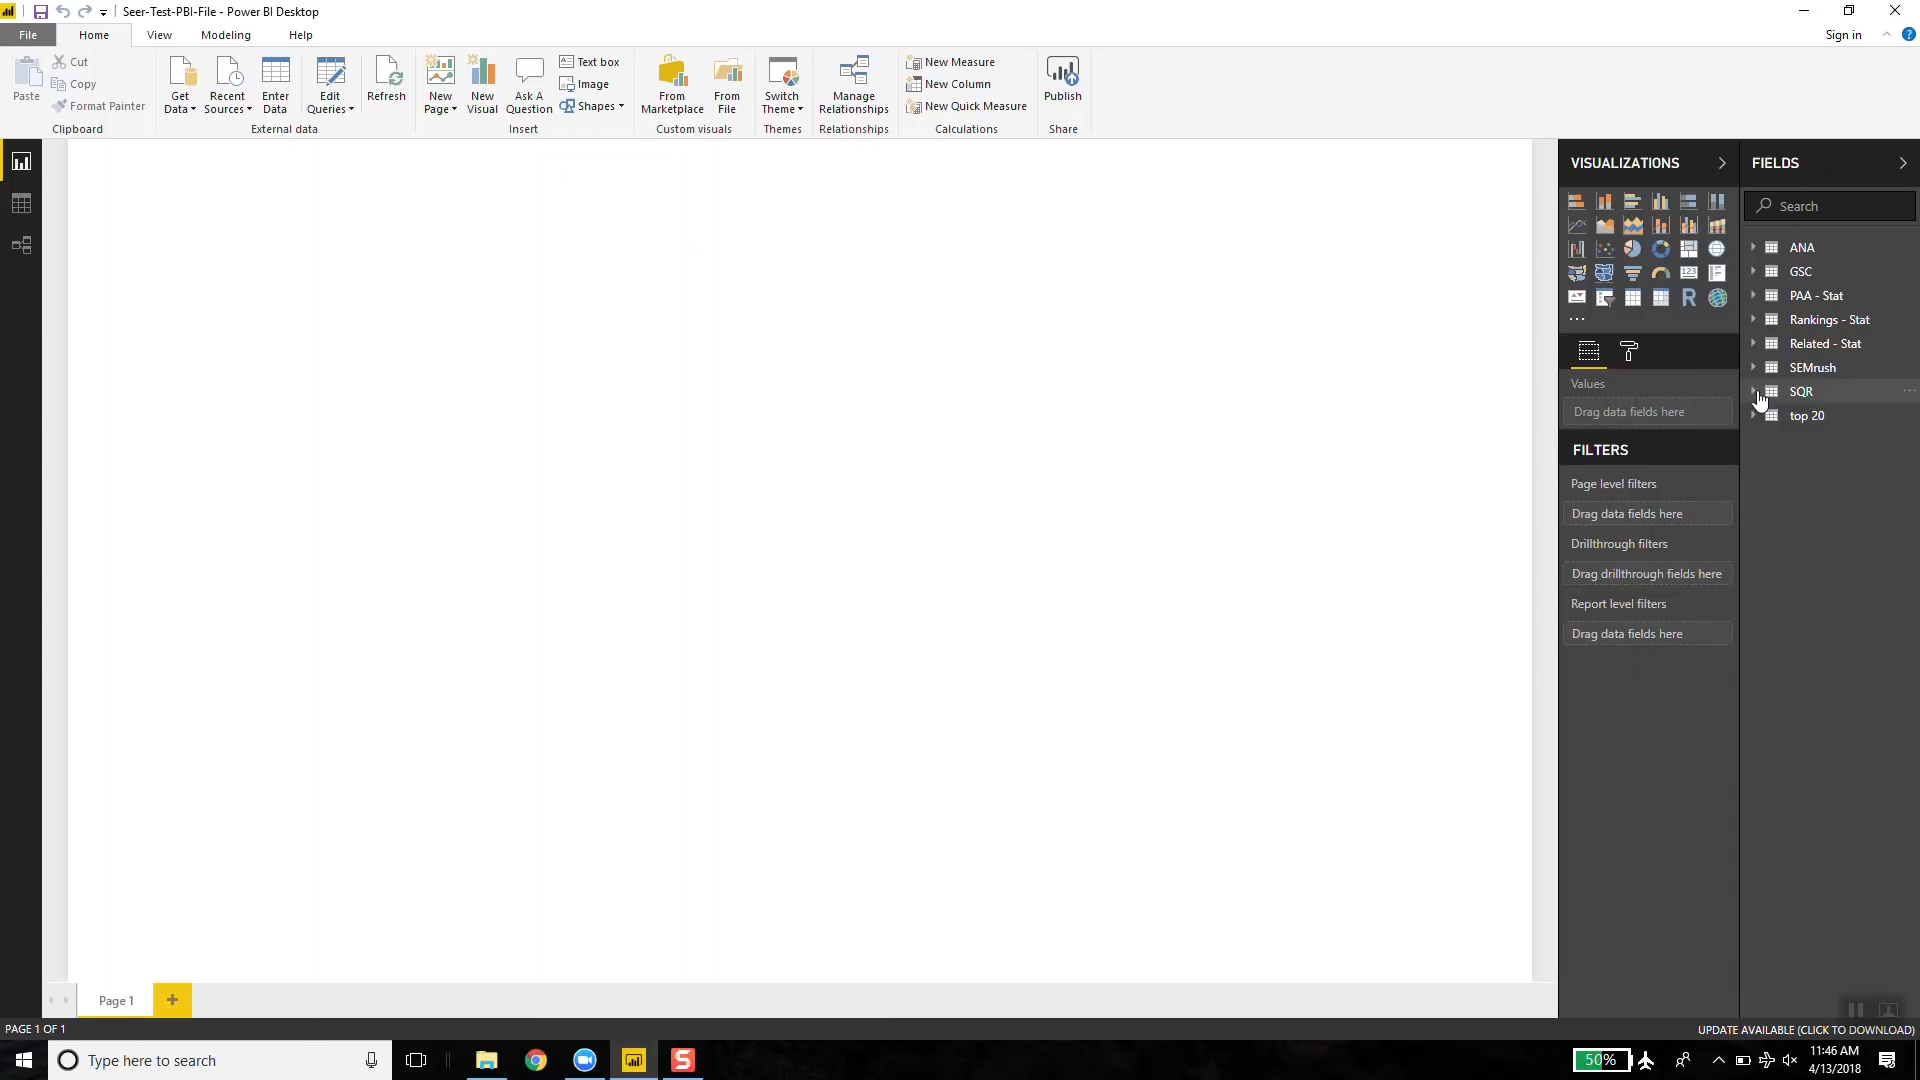 Seer-Test-PBI-File - Power BI Desktop
File Home View Modeling Help Sign in ?
Paste
Cut
Copy
Format Painter
Clipboard
Get Data
Recent Sources
Enter Data
Edit Queries
Refresh
External data
New Page
New Visual
Ask A Question
Text box
Image
Shapes
Insert
From Marketplace
From File
Custom visuals
Switch Theme
Themes
Manage Relationships
Relationships
New Measure
New Column
New Quick Measure
Calculations
Publish
Share
VISUALIZATIONS
123
R
...
Values
Drag data fields here
FILTERS
Page level filters
Drag data fields here
Drillthrough filters
Drag drillthrough fields here
Report level filters
Drag data fields here
FIELDS
Search
ANA
GSC
PAA - Stat
Rankings - Stat
Related - Stat
SEMrush
SQR
...
top 20
Page 1
+
PAGE 1 OF 1
UPDATE AVAILABLE (CLICK TO DOWNLOAD)
Type here to search
S
50%
11:46 AM
4/13/2018